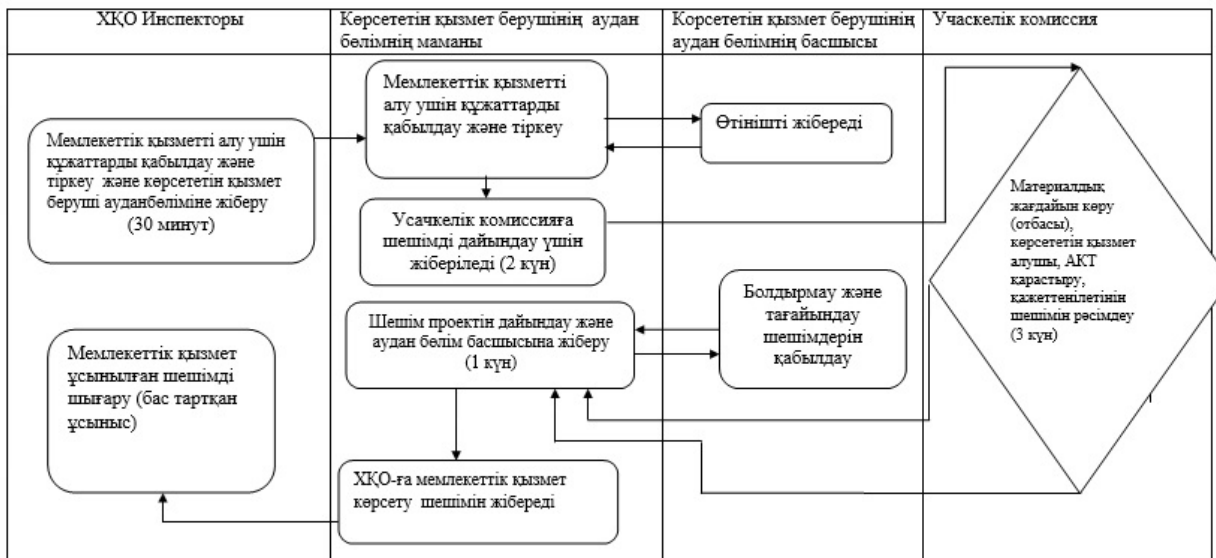 ХҚО Инспекторы
Көрсететін қызмет берушінің аудан
бөлімнің маманы
Корсететін қызмет берушінің
аудан бөлімнің басшысы
Учаскелік комиссия
Мемлекеттік қызметті алу ушін
құжаттарды қабылдау және
тіркеу және көрсететін қызмет
беруші ауданбөліміне жіберу
(30 минут)
Мемлекеттік қызметті
алу ушін құжаттарды
қабылдау және тіркеу
Өтінішті жібереді
Усачкелік комиссияға
шешімді дайындау үшін
жіберіледі (2 күн)
Материалдық
жағдайын көру
(отбасы),
көрсететін қызмет
алушы, АКТ
қарастыру,
қажеттенілетінін
шешімін рәсімдеу
(3 күн)
Шешім проектін дайындау және
аудан бөлім басшысына жіберу
(1 күн)
Болдырмау және
тағайындау
шешімдерін
қабылдау
Мемлекеттік қызмет
ұсынылған шешімді
шығару (бас тартқан
ұсыныс)
ХҚО-ға мемлекеттік қызмет
көрсету шешімін жібереді